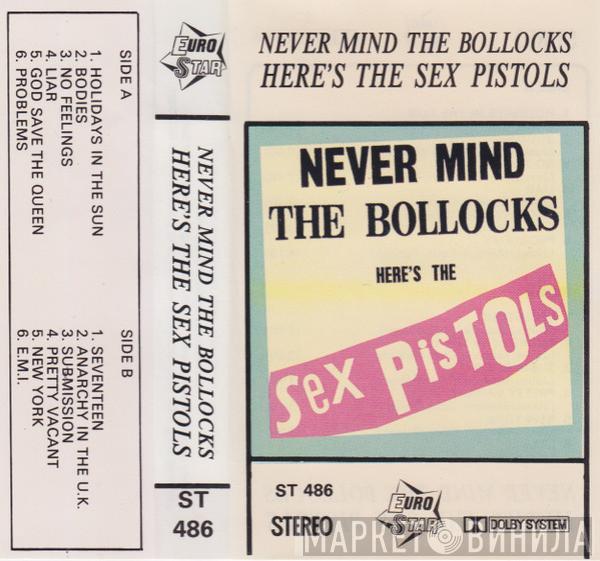 SIDE A
1. HOLIDAYS IN THE SUN
2. BODIES
3. NO FEELINGS
4. LIAR
5. GOD SAVE THE QUEEN
6. PROBLEMS
SIDE B
1. SEVENTEEN
2. ANARCHY IN THE U.K.
3. SUBMISSION
4. PRETTY VACANT
5. NEW YORK
6. E.M.I.
EURO
STAR
NEVER MIND THE BOLLOCKS
HERE'S THE SEX PISTOLS
ST
486
NEVER MIND THE BOLLOCKS
HERE'S THE SEX PISTOLS
NEVER MIND
THE BOLLOCKS
HERE'S THE
Sex PisTOLs
ST 486
STEREO
EURO
STAR
DOLBY SYSTEM
МАРКЕТ ВИНИЛА